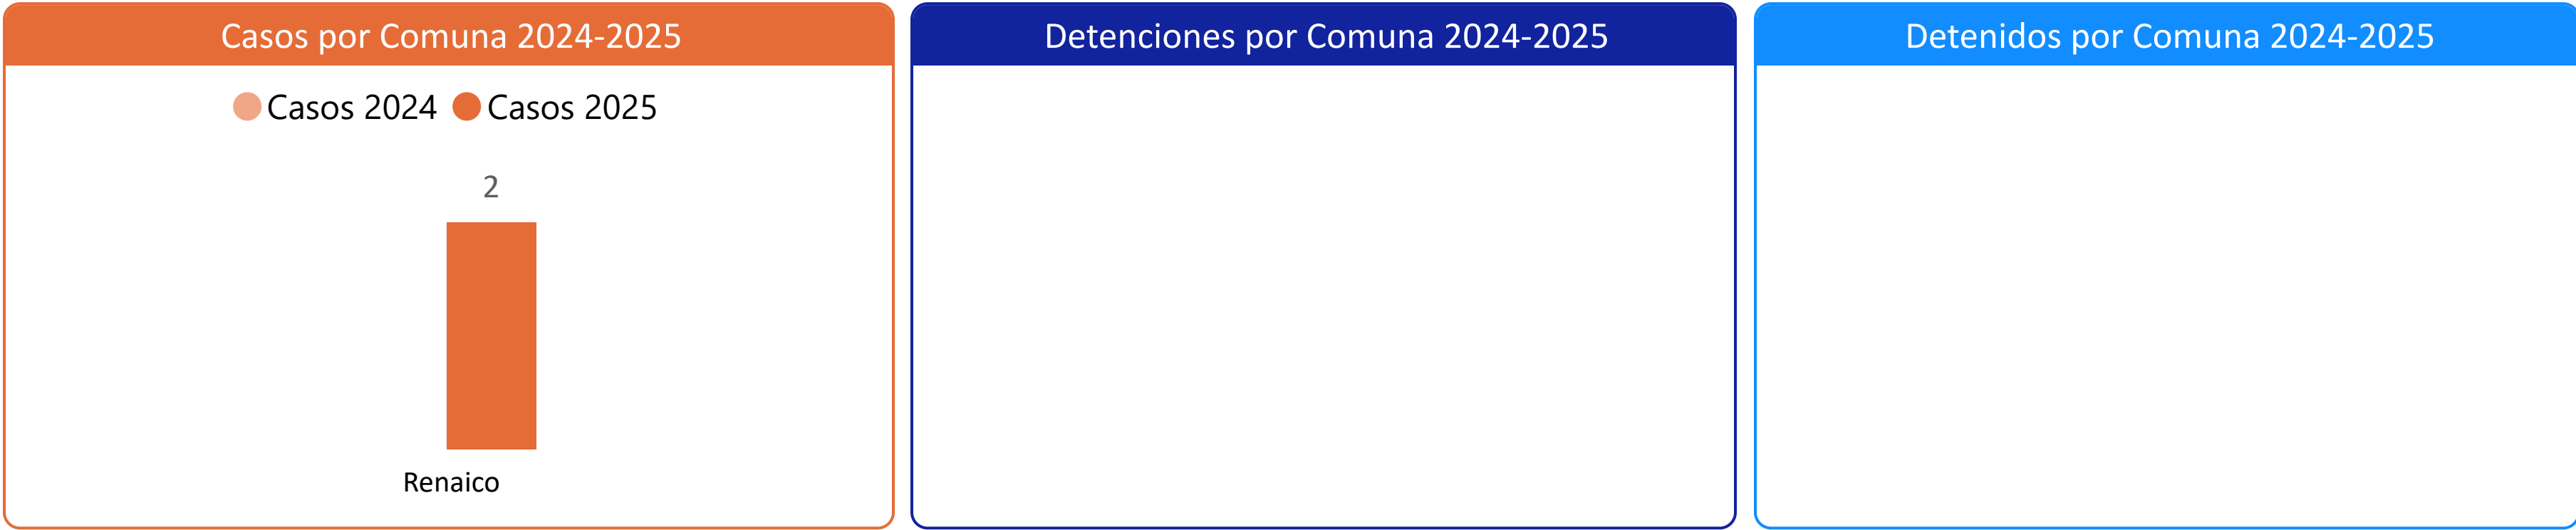 Casos por Comuna 2024-2025
Casos 2024 Casos 2025
2
Renaico
Detenciones por Comuna 2024-2025
Detenidos por Comuna 2024-2025